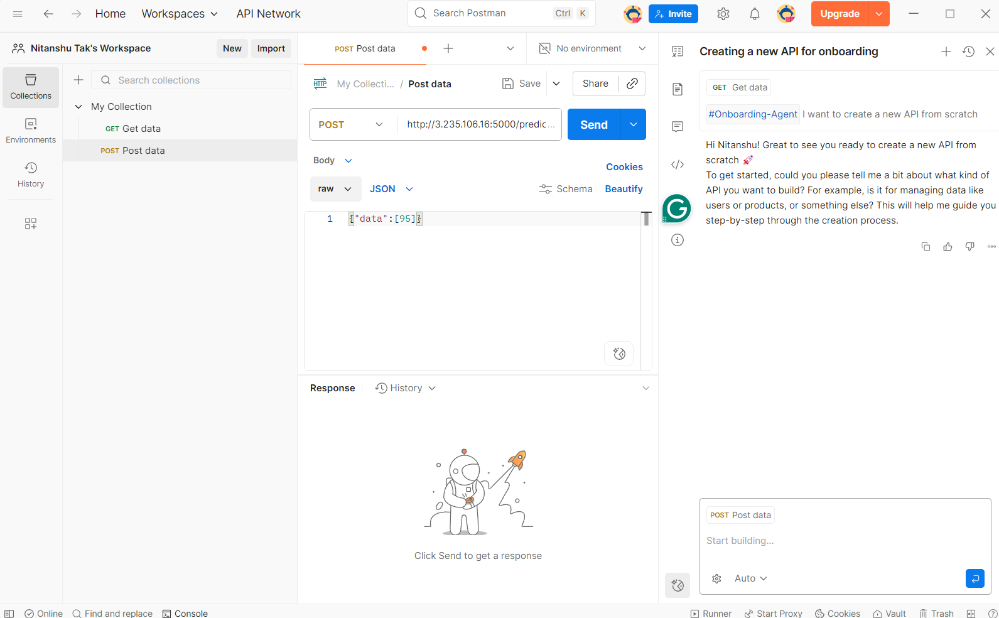 Home
Workspaces
API Network
Search Postman
Ctrl
K
Invite
Upgrade
Nitanshu Tak's Workspace
New
Import
Collections
Environments
History
Search collections
My Collection
GET Get data
POST Post data
POST Post data
No environment
HTTP
My Collecti... / Post data
Save
Share
POST
http://3.235.106.16:5000/predic...
Send
Body
Cookies
raw
JSON
Schema
Beautify
1 {"data":[95]}
Response
History
Click Send to get a response
Creating a new API for onboarding
GET Get data
#Onboarding-Agent I want to create a new API from scratch
Hi Nitanshu! Great to see you ready to create a new API from
scratch 🚀
To get started, could you please tell me a bit about what kind of
API you want to build? For example, is it for managing data like
users or products, or something else? This will help me guide you
step-by-step through the creation process.
POST Post data
Start building...
Auto
Online
Find and replace
Console
Runner
Start Proxy
Cookies
Vault
Trash